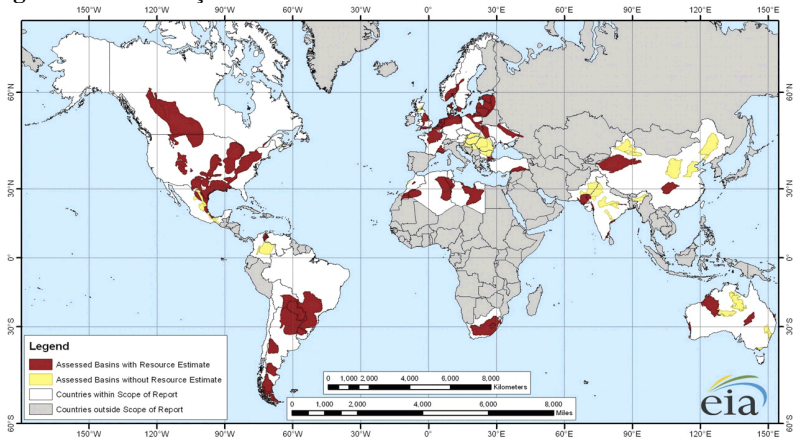 150°W 120°W 90°W 60°W 30°W 0° 30°E 60°E 90°E 120°E 150°E
60°N
30°N
0°
30°S
60°S
60°N
30°N
0°
30°S
60°S
Legend
Assessed Basins with Resource Estimate
Assessed Basins without Resource Estimate
Countries within Scope of Report
Countries outside Scope of Report
0 1,000 2,000 4,000 6,000 8,000
Kilometers
0 1,000 2,000 4,000 6,000 8,000
Miles
eia
150°W 120°W 90°W 60°W 30°W 0° 30°E 60°E 90°E 120°E 150°E